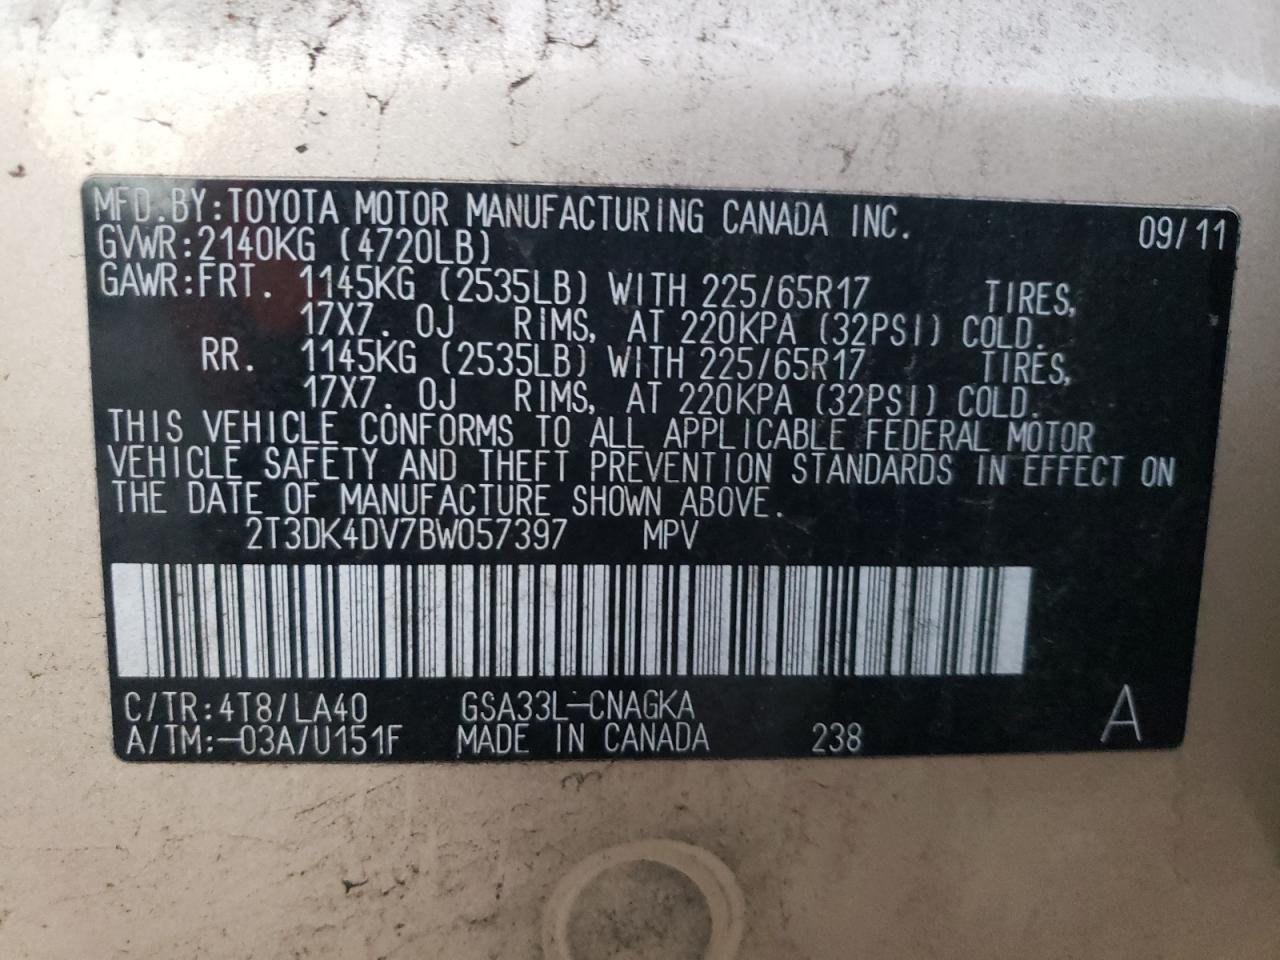 MFD.BY:TOYOTA MOTOR MANUFACTURING CANADA INC. 09/11
GVWR:2140KG (4720LB)
GAWR:FRT. 1145KG (2535LB) WITH 225/65R17 TIRES,
17X7.0J RIMS, AT 220KPA (32PSI) COLD.
RR. 1145KG (2535LB) WITH 225/65R17 TIRES,
17X7.0J RIMS, AT 220KPA (32PSI) COLD.
THIS VEHICLE CONFORMS TO ALL APPLICABLE FEDERAL MOTOR
VEHICLE SAFETY AND THEFT PREVENTION STANDARDS IN EFFECT ON
THE DATE OF MANUFACTURE SHOWN ABOVE.
2T3DK4DV7BW057397 MPV
C/TR:4T8/LA40 GSA33L-CNAGKA
A/TM:-03A/U151F MADE IN CANADA 238 A